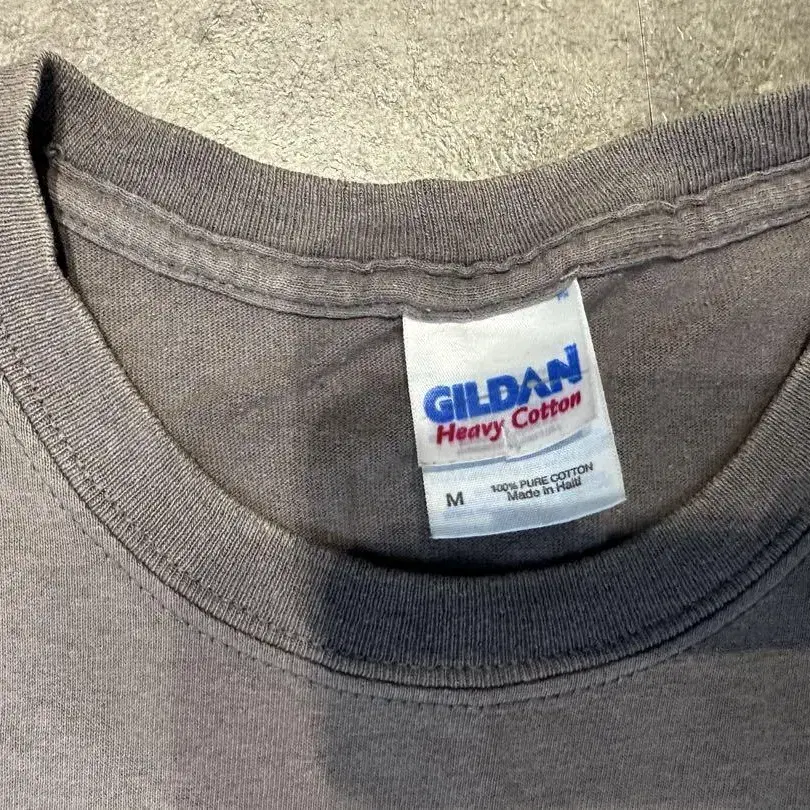 GILDAN
Heavy Cotton
M
100% PURE COTTON
Made in Haiti